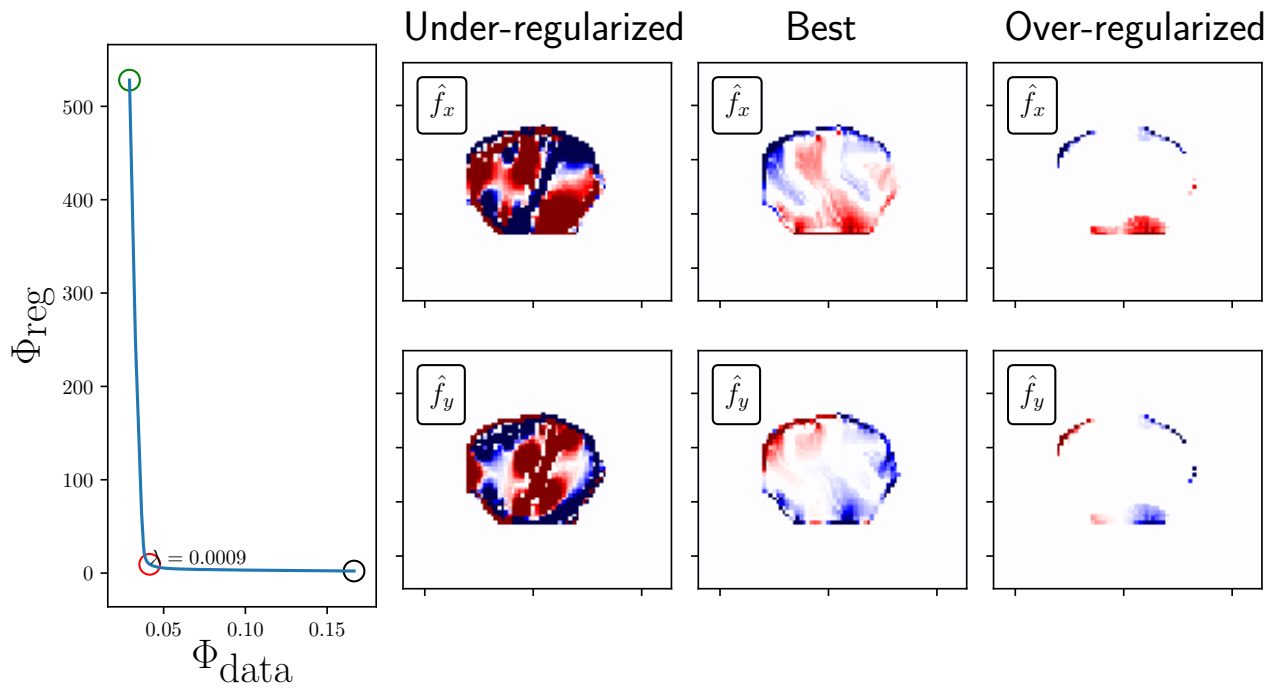 Under-regularized
Best
Over-regularized
500
400
300
200
100
0
Φreg
λ = 0.0009
0.05
0.10
0.15
Φdata
f̂x
f̂x
f̂x
f̂y
f̂y
f̂y